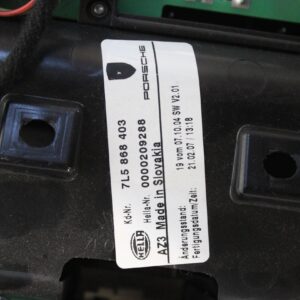 PORSCHE
Kd-Nr. 7L5 868 403
Hella-Nr. 0000209288
HELLA
AZ3 Made in Slovakia
19 vom 07.10.04 SW V2.01
Änderungsstand:
21.02.07 / 13:18
Fertigungsdatum/Zeit: